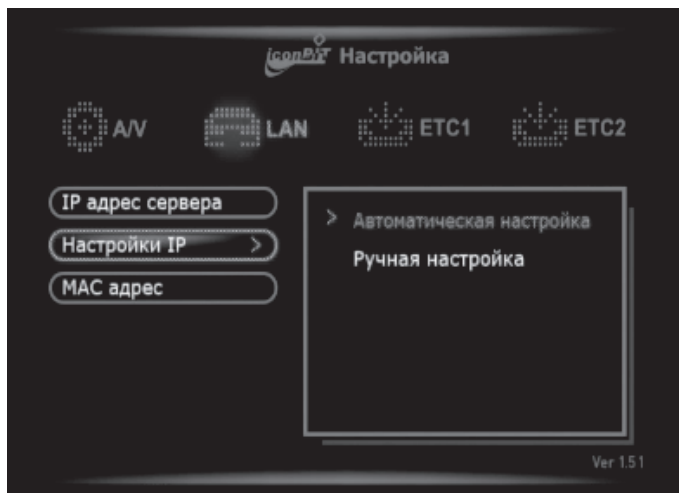 iconBIT Настройка
A/V LAN ETC1 ETC2
IP адрес сервера
Настройки IP >
MAC адрес
> Автоматическая настройка
Ручная настройка
Ver 1.51